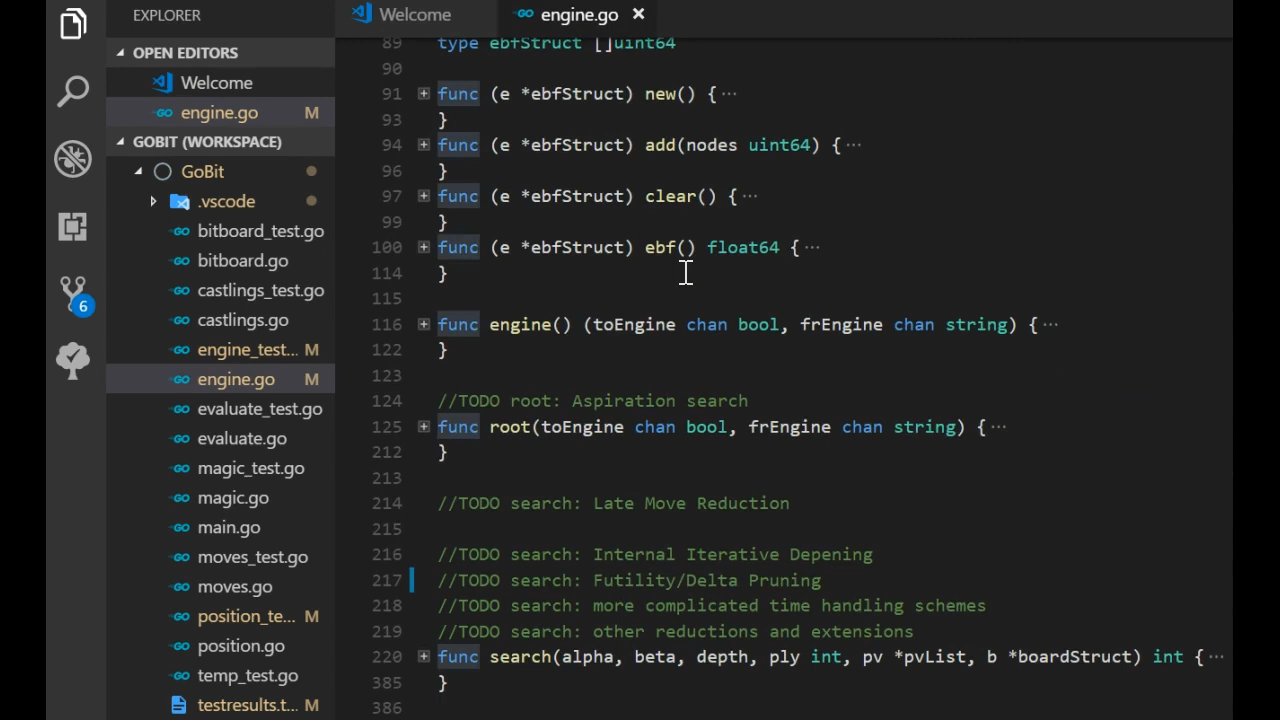 EXPLORER
OPEN EDITORS
Welcome
engine.go M
GOBIT (WORKSPACE)
GoBit
.vscode
bitboard_test.go
bitboard.go
castlings_test.go
castlings.go
6
engine_test... M
engine.go M
evaluate_test.go
evaluate.go
magic_test.go
magic.go
main.go
moves_test.go
moves.go
position_te... M
position.go
temp_test.go
testresults.t... M
Welcome engine.go ×
89 type ebfStruct []uint64
90
91 func (e *ebfStruct) new() {···
93 }
94 func (e *ebfStruct) add(nodes uint64) {···
96 }
97 func (e *ebfStruct) clear() {···
99 }
100 func (e *ebfStruct) ebf() float64 {···
114 }
115
116 func engine() (toEngine chan bool, frEngine chan string) {···
122 }
123
124 //TODO root: Aspiration search
125 func root(toEngine chan bool, frEngine chan string) {···
212 }
213
214 //TODO search: Late Move Reduction
215
216 //TODO search: Internal Iterative Depening
217 //TODO search: Futility/Delta Pruning
218 //TODO search: more complicated time handling schemes
219 //TODO search: other reductions and extensions
220 func search(alpha, beta, depth, ply int, pv *pvList, b *boardStruct) int {···
385 }
386